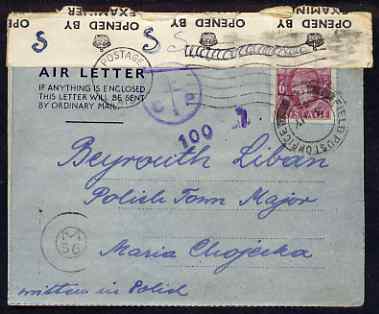 OPENED BY
EXAMINER
OPENED BY
OPENED BY
S
S
S
POSTAGE
AIR LETTER
IF ANYTHING IS ENCLOSED
THIS LETTER WILL BE SENT
BY ORDINARY MAIL.
FIELD POST OFFICE
100
Beyrouth Liban
Polish Town Major
Maria Chojecka
written in Polish